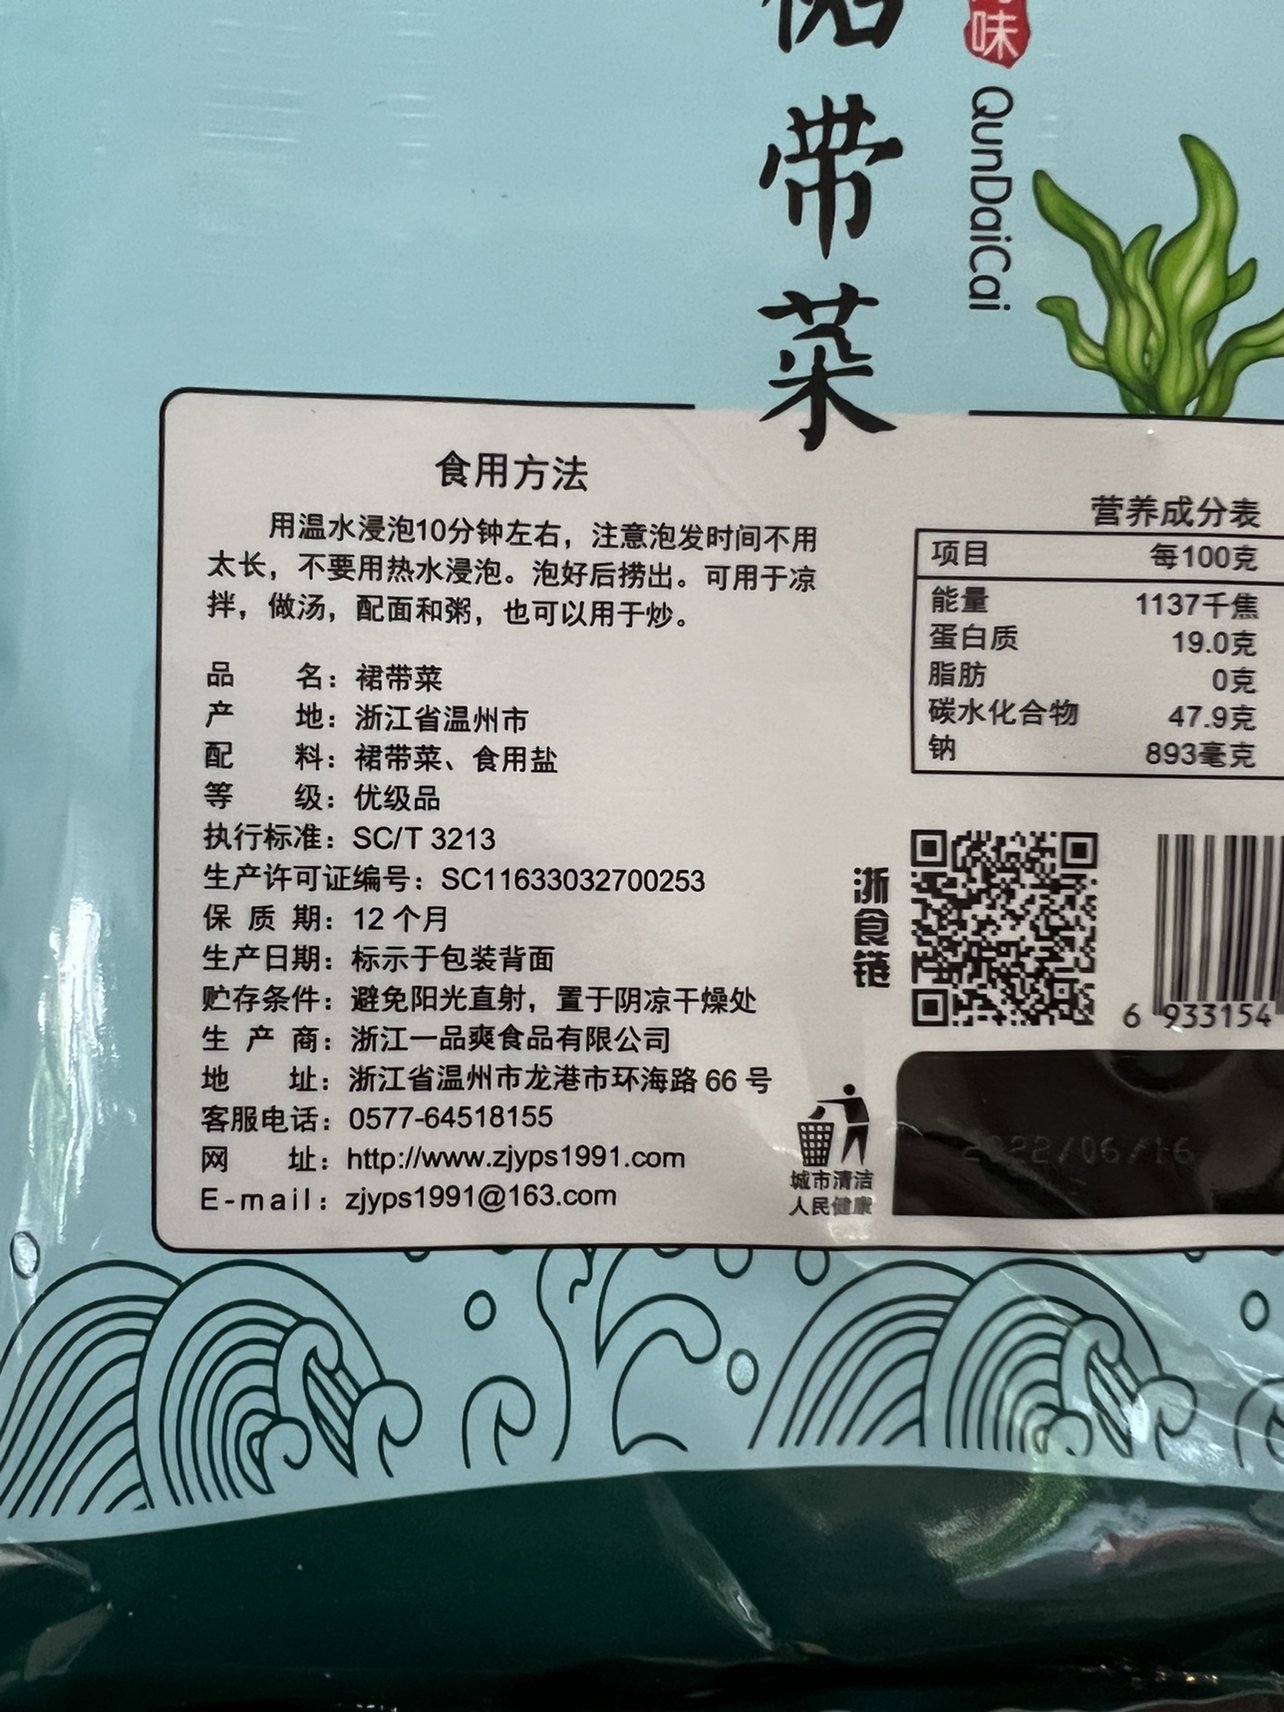 裙带菜
味
QunDaiCai
食用方法
用温水浸泡10分钟左右，注意泡发时间不用
太长，不要用热水浸泡。泡好后捞出。可用于凉
拌，做汤，配面和粥，也可以用于炒。
品 名：裙带菜
产 地：浙江省温州市
配 料：裙带菜、食用盐
等 级：优级品
执行标准：SC/T 3213
生产许可证编号：SC11633032700253
保 质 期：12 个月
生产日期：标示于包装背面
贮存条件：避免阳光直射，置于阴凉干燥处
生 产 商：浙江一品爽食品有限公司
地 址：浙江省温州市龙港市环海路 66 号
客服电话：0577-64518155
网 址：http://www.zjyps1991.com
E-mail：zjyps1991@163.com
营养成分表
项目 每100克
能量 1137千焦
蛋白质 19.0克
脂肪 0克
碳水化合物 47.9克
钠 893毫克
浙食链
6 933154
城市清洁
人民健康
2022/06/16